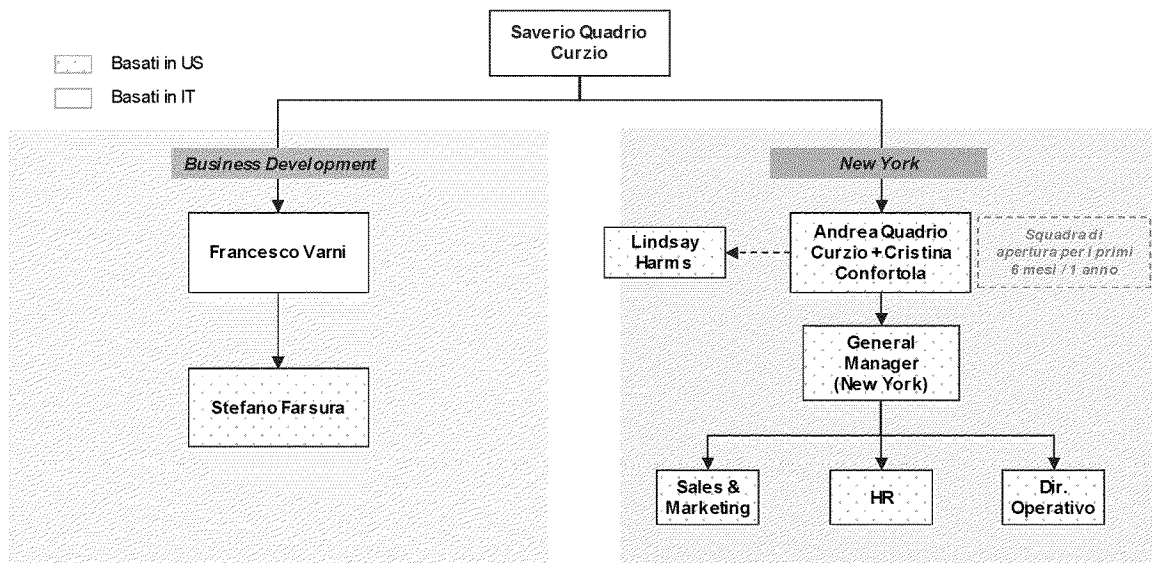 Saverio Quadrio
Curzio
Basati in US
Basati in IT
Business Development
New York
Francesco Varni
Lindsay
Harms
Andrea Quadrio
Curzio + Cristina
Confortola
Squadra di
apertura per i primi
6 mesi / 1 anno
General
Manager
(New York)
Stefano Farsura
Sales &
Marketing
HR
Dir.
Operativo